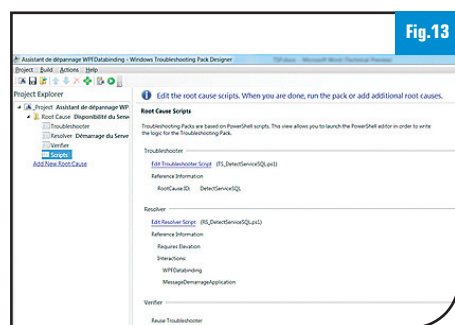 Fig.13
Assistant de dépannage WPFDatabinding - Windows Troubleshooting Pack Designer
Project Build Actions Help
Project Explorer
Project Assistant de dépannage WP
Root Cause Disponibilité du Serve
Troubleshooter
Resolver Démarrage du Serve
Verifier
Scripts
Add New Root Cause
Edit the root cause scripts. When you are done, run the pack or add additional root causes.
Root Cause Scripts
Troubleshooting Packs are based on PowerShell scripts. This view allows you to launch the PowerShell editor in order to write
the logic for the Troubleshooting Pack.
Troubleshooter
Edit Troubleshooter Script (TS_DetectServiceSQL.ps1)
Reference Information
RootCause ID: DetectServiceSQL
Resolver
Edit Resolver Script (RS_DetectServiceSQL.ps1)
Reference Information
Requires Elevation
Interactions:
WPFDatabinding
MessageDemarrageApplication
Verifier
Reuse Troubleshooter